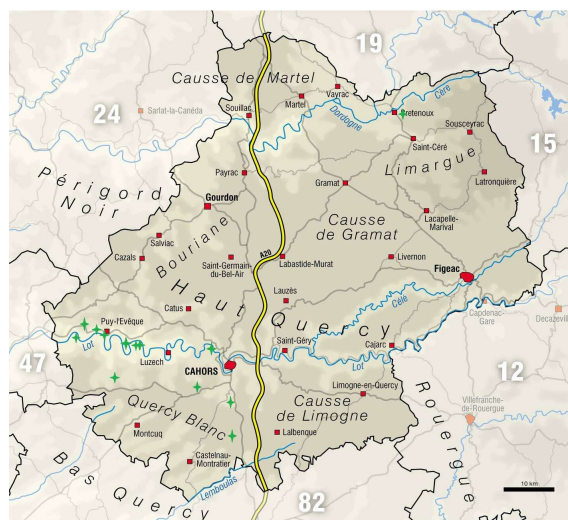 19
Causse de Martel
Vayrac
Martel
24
Souillac
Sarlat-la-Canéda
Dordogne
Cère
Bretenoux
Sousceyrac
Saint-Céré
15
Limargue
Payrac
Gramat
Latronquière
Périgord
Noir
Gourdon
Lacapelle-
Marival
Causse
de Gramat
Bouriane
Salviac
Cazals
Saint-Germain-
du-Bel-Air
A20
Labastide-Murat
Livernon
Figeac
Haut Quercy
Lauzès
Catus
Célé
Capdenac-
Gare
Decazeville
Puy-l'Evêque
47
Lot
Luzech
Saint-Géry
Cajarc
Lot
CAHORS
12
Limogne-en-Quercy
Causse
de Limogne
Rouergue
Villefranche-
de-Rouergue
Quercy Blanc
Montcuq
Lalbenque
Castelnau-
Montratier
Lemboulas
Bas Quercy
82
10 km